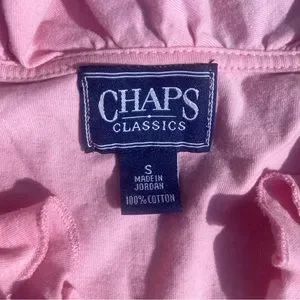 CHAPS
CLASSICS
S
MADE IN
JORDAN
100% COTTON